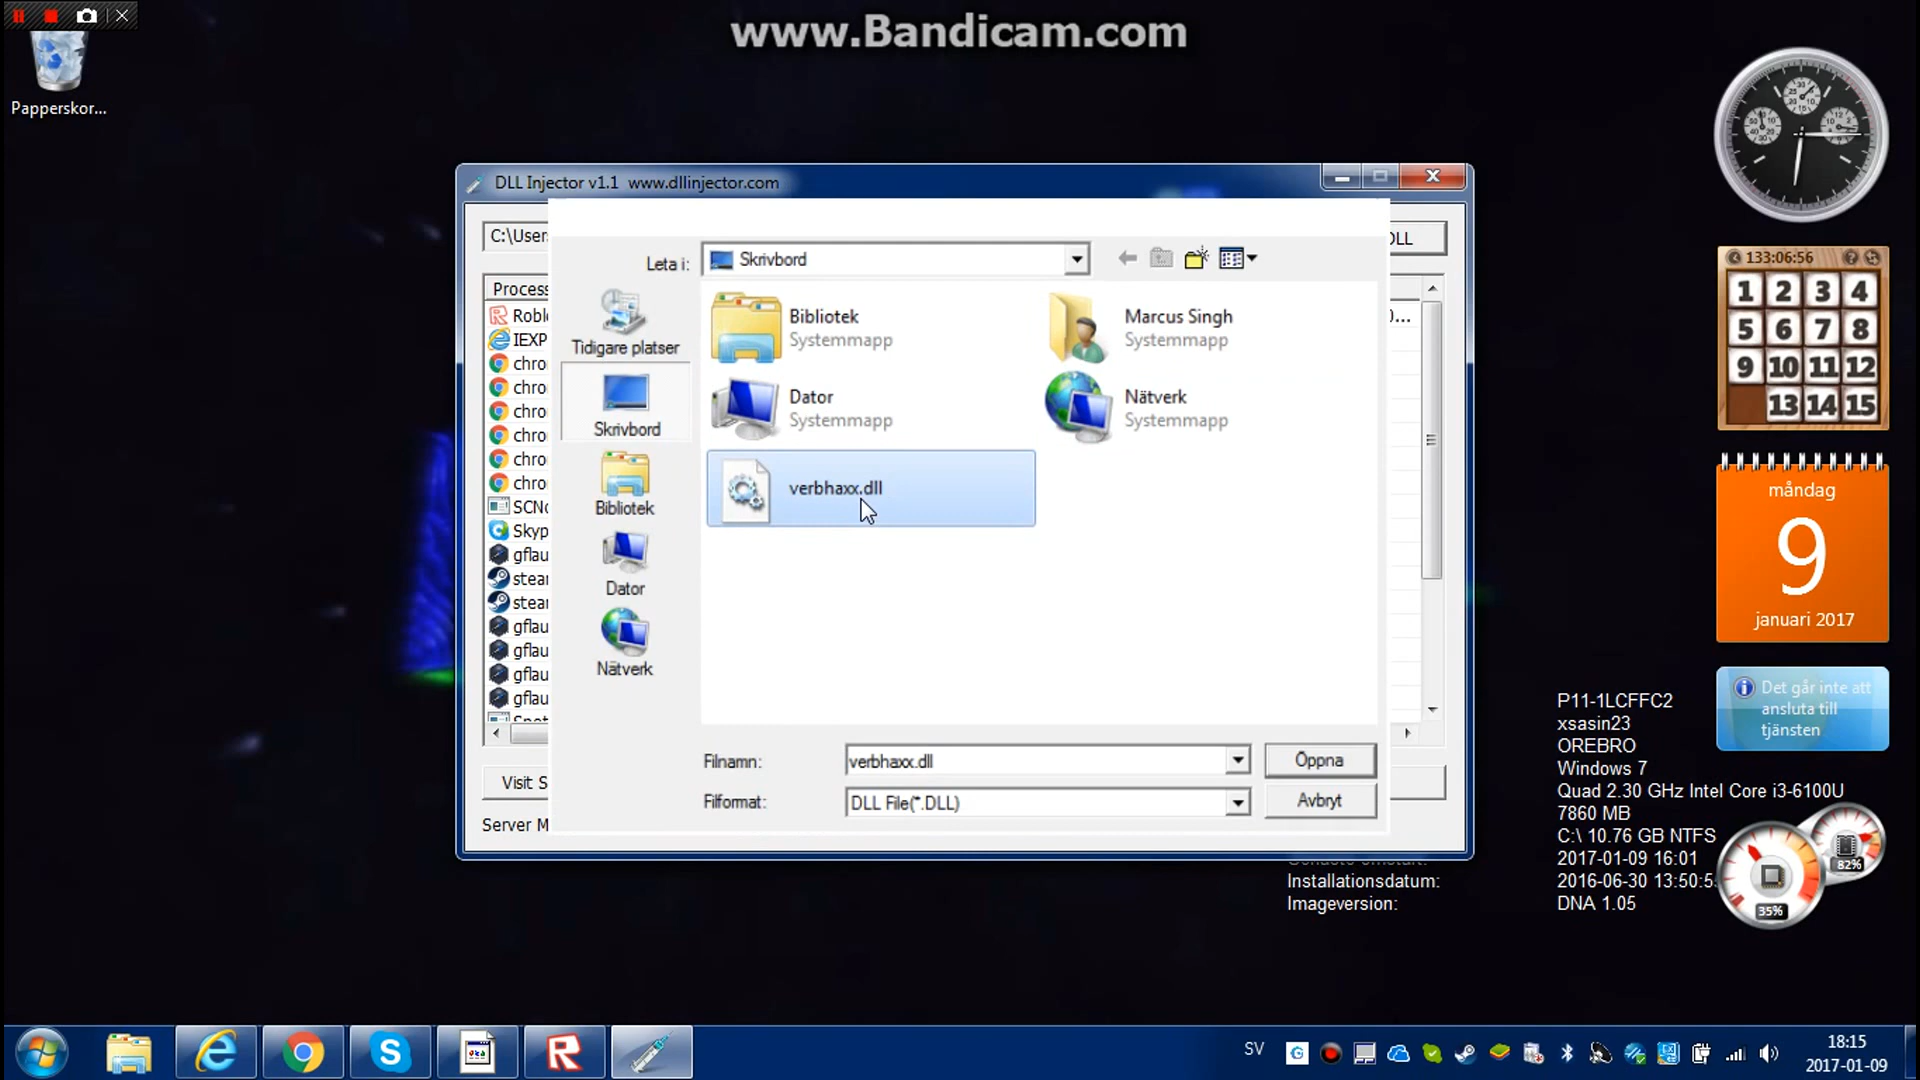 www.Bandicam.com
Papperskor...
DLL Injector v1.1 www.dllinjector.com
C:\User
DLL
Leta i:
Skrivbord
Process
Roblo
0...
IEXP
chro
chro
chro
chro
chro
chro
SCNo
Skyp
gflau
stea
stea
gflau
gflau
gflau
gflau
Tidigare platser
Skrivbord
Bibliotek
Dator
Nätverk
Bibliotek
Systemmapp
Marcus Singh
Systemmapp
Dator
Systemmapp
Nätverk
Systemmapp
verbhaxx.dll
Filnamn:
verbhaxx.dll
Öppna
Filformat:
DLL File(*.DLL)
Avbryt
Visit S
Server M
133:06:56
1 2 3 4
5 6 7 8
9 10 11 12
13 14 15
måndag
9
januari 2017
Det går inte att
ansluta till
tjänsten
P11-1LCFFC2
xsasin23
OREBRO
Windows 7
Quad 2.30 GHz Intel Core i3-6100U
7860 MB
C:\ 10.76 GB NTFS
2017-01-09 16:01
Installationsdatum:
2016-06-30 13:50:5
Imageversion:
DNA 1.05
82%
35%
SV
18:15
2017-01-09